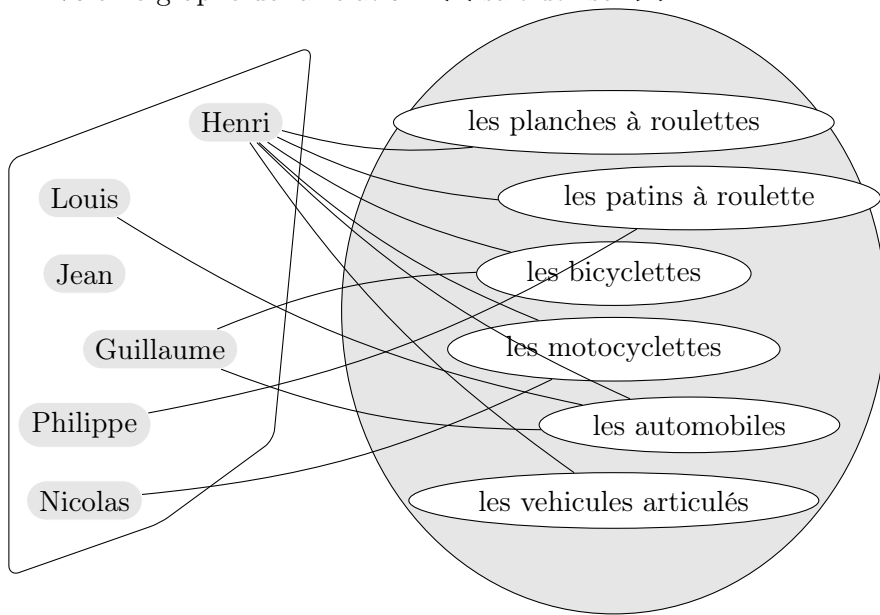 Henri
les planches à roulettes
Louis
les patins à roulette
Jean
les bicyclettes
Guillaume
les motocyclettes
Philippe
les automobiles
Nicolas
les vehicules articulés